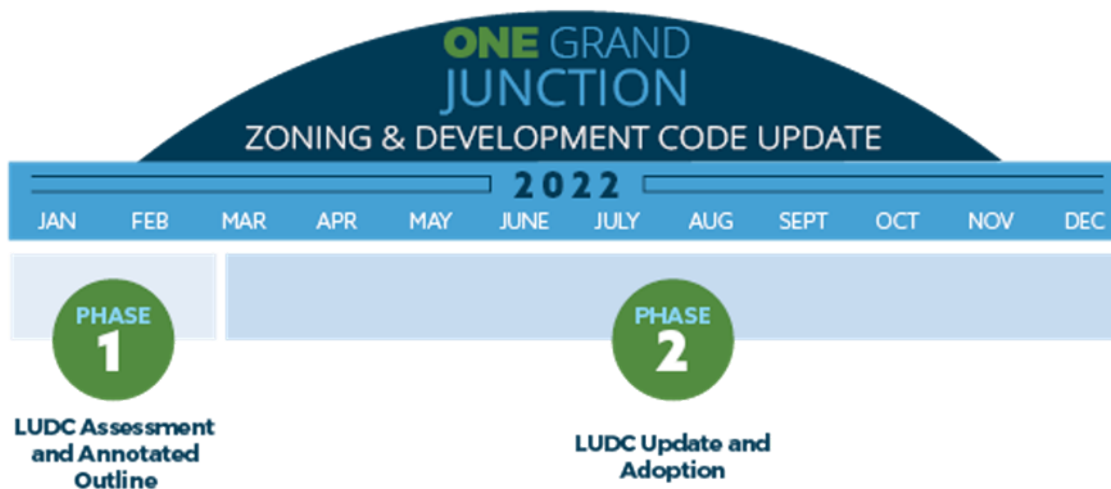 ONE GRAND
JUNCTION
ZONING & DEVELOPMENT CODE UPDATE
2022
JAN FEB MAR APR MAY JUNE JULY AUG SEPT OCT NOV DEC
PHASE
1
LUDC Assessment
and Annotated
Outline
PHASE
2
LUDC Update and
Adoption